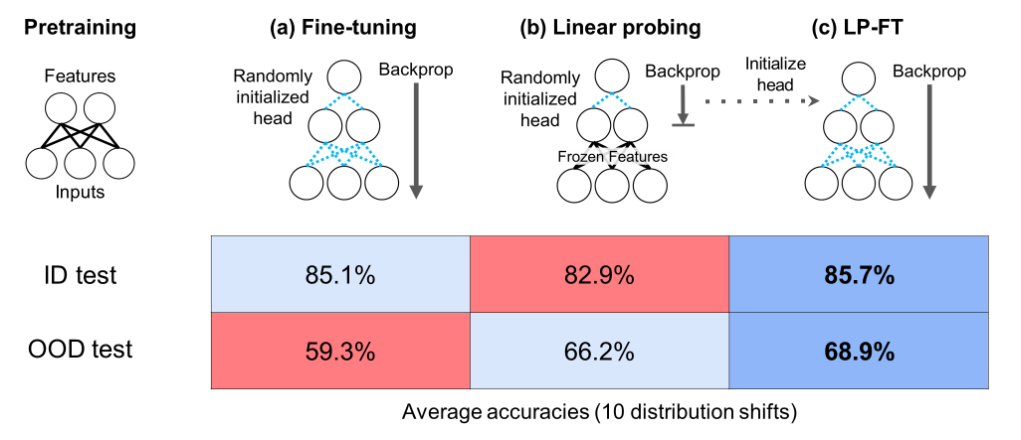 Pretraining
(a) Fine-tuning
(b) Linear probing
(c) LP-FT
Features
Inputs
Randomly
initialized
head
Backprop
Randomly
initialized
head
Backprop
Frozen Features
Initialize
head
Backprop
ID test
85.1%
82.9%
85.7%
OOD test
59.3%
66.2%
68.9%
Average accuracies (10 distribution shifts)